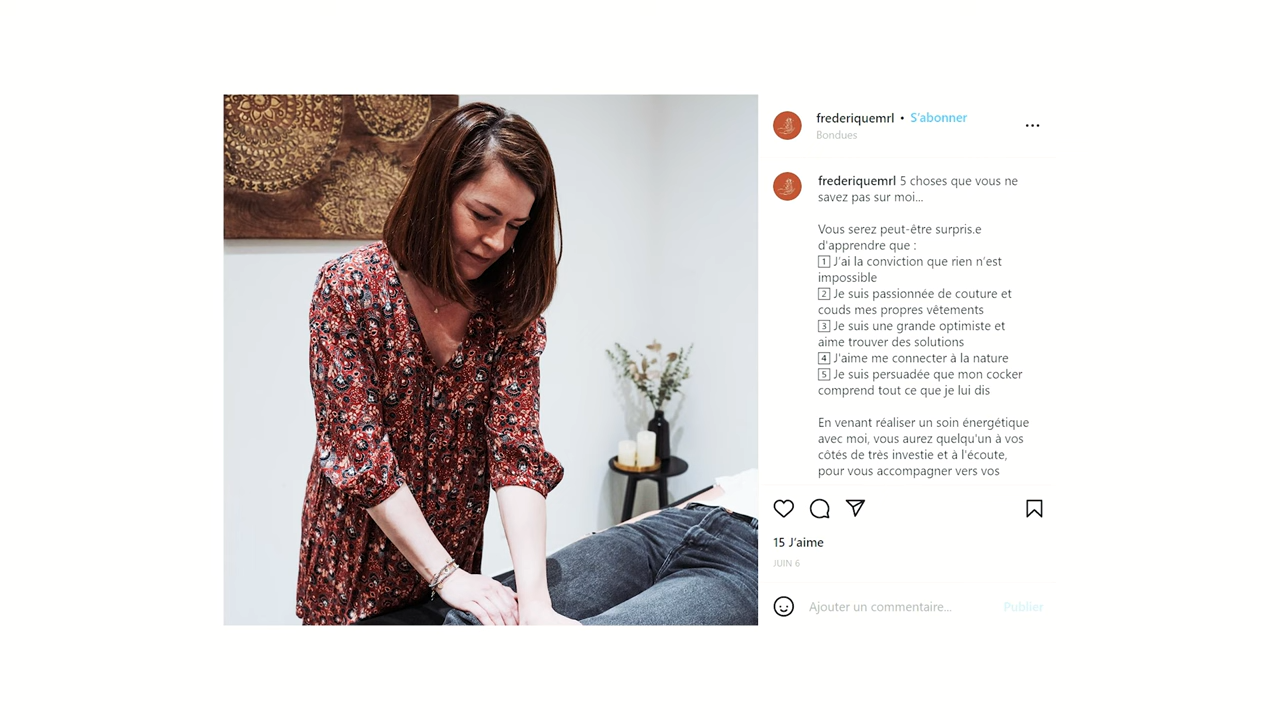 frederiquemrl • S'abonner
Bondues
frederiquemrl 5 choses que vous ne
savez pas sur moi...
Vous serez peut-être surpris.e
d'apprendre que :
1 J'ai la conviction que rien n'est
impossible
2 Je suis passionnée de couture et
couds mes propres vêtements
3 Je suis une grande optimiste et
aime trouver des solutions
4 J'aime me connecter à la nature
5 Je suis persuadée que mon cocker
comprend tout ce que je lui dis
En venant réaliser un soin énergétique
avec moi, vous aurez quelqu'un à vos
côtés de très investie et à l'écoute,
pour vous accompagner vers vos
15 J'aime
JUIN 6
Ajouter un commentaire... Publier